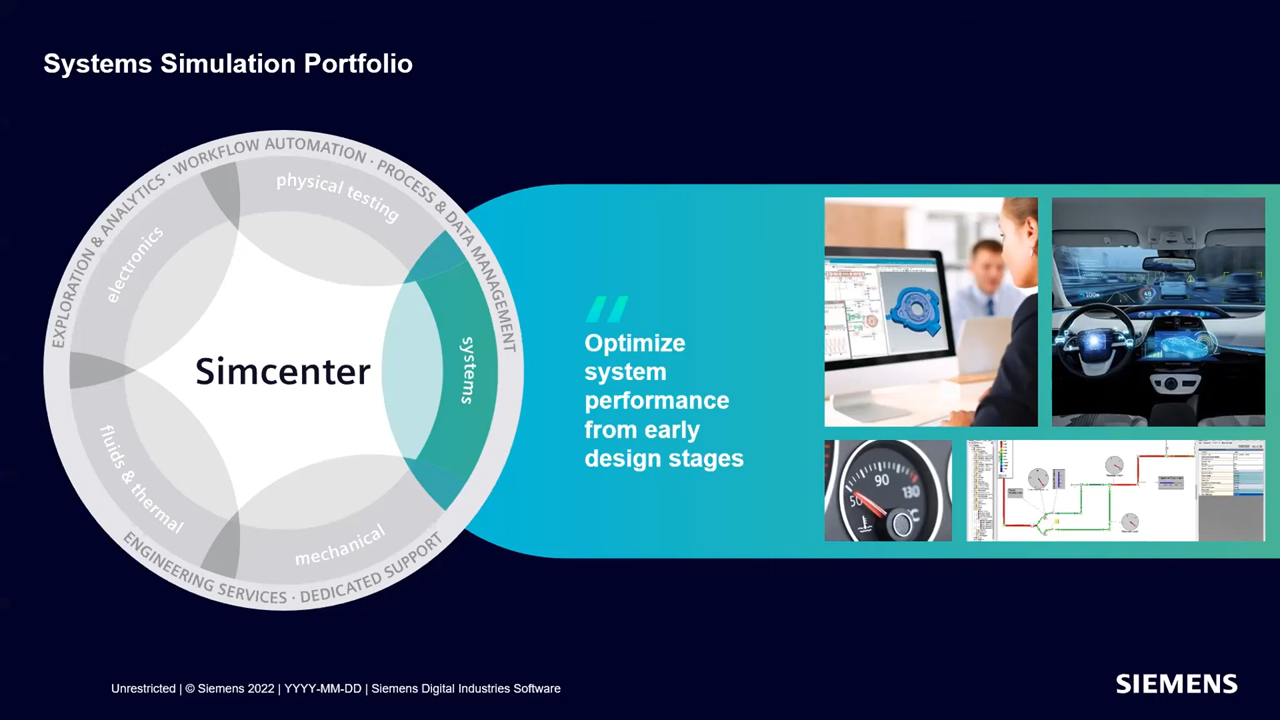 Systems Simulation Portfolio
EXPLORATION & ANALYTICS · WORKFLOW AUTOMATION · PROCESS & DATA MANAGEMENT
physical testing
electronics
systems
Simcenter
fluids & thermal
mechanical
ENGINEERING SERVICES · DEDICATED SUPPORT
Optimize
system
performance
from early
design stages
50
90
130
°C
Unrestricted | © Siemens 2022 | YYYY-MM-DD | Siemens Digital Industries Software
SIEMENS